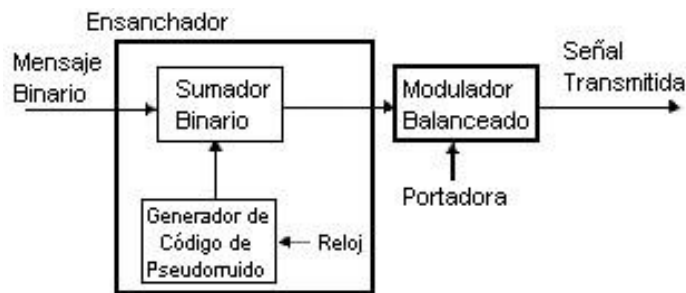 Ensanchador
Mensaje
Binario
Sumador
Binario
Modulador
Balanceado
Señal
Transmitida
Generador de
Código de
Pseudorruido
Reloj
Portadora